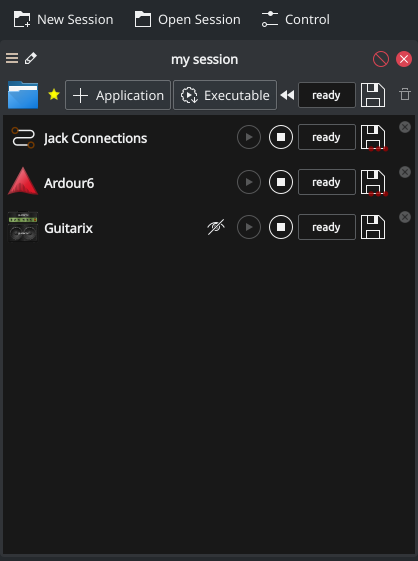 New Session Open Session Control
my session
Application Executable ready
Jack Connections ready
Ardour6 ready
Guitarix ready